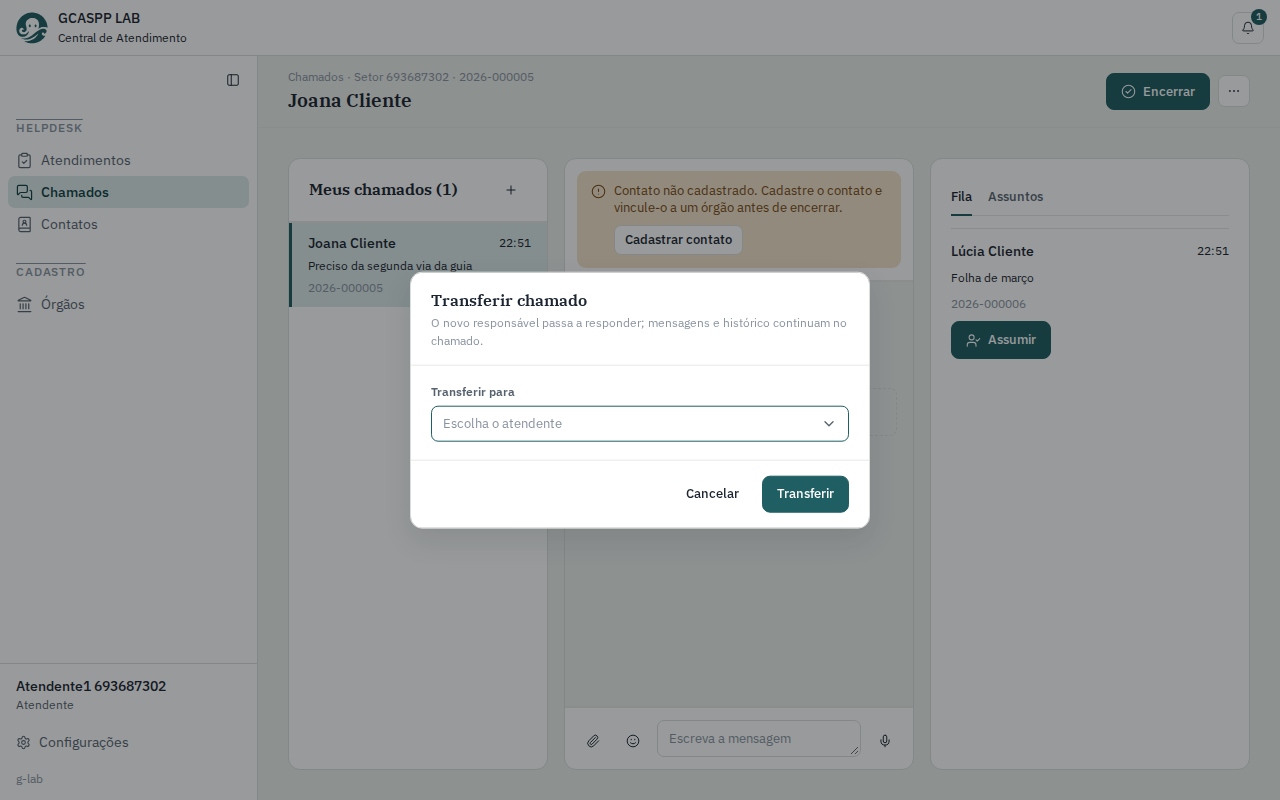 GCASPP LAB
Central de Atendimento
1
HELPDESK
Atendimentos
Chamados
Contatos
CADASTRO
Órgãos
Atendente1 693687302
Atendente
Configurações
g-lab
Chamados · Setor 693687302 · 2026-000005
Joana Cliente
Encerrar
Meus chamados (1)
Joana Cliente 22:51
Preciso da segunda via da guia
2026-000005
Contato não cadastrado. Cadastre o contato e
vincule-o a um órgão antes de encerrar.
Cadastrar contato
Escreva a mensagem
Fila Assuntos
Lúcia Cliente 22:51
Folha de março
2026-000006
Assumir
Transferir chamado
O novo responsável passa a responder; mensagens e histórico continuam no
chamado.
Transferir para
Escolha o atendente
Cancelar Transferir